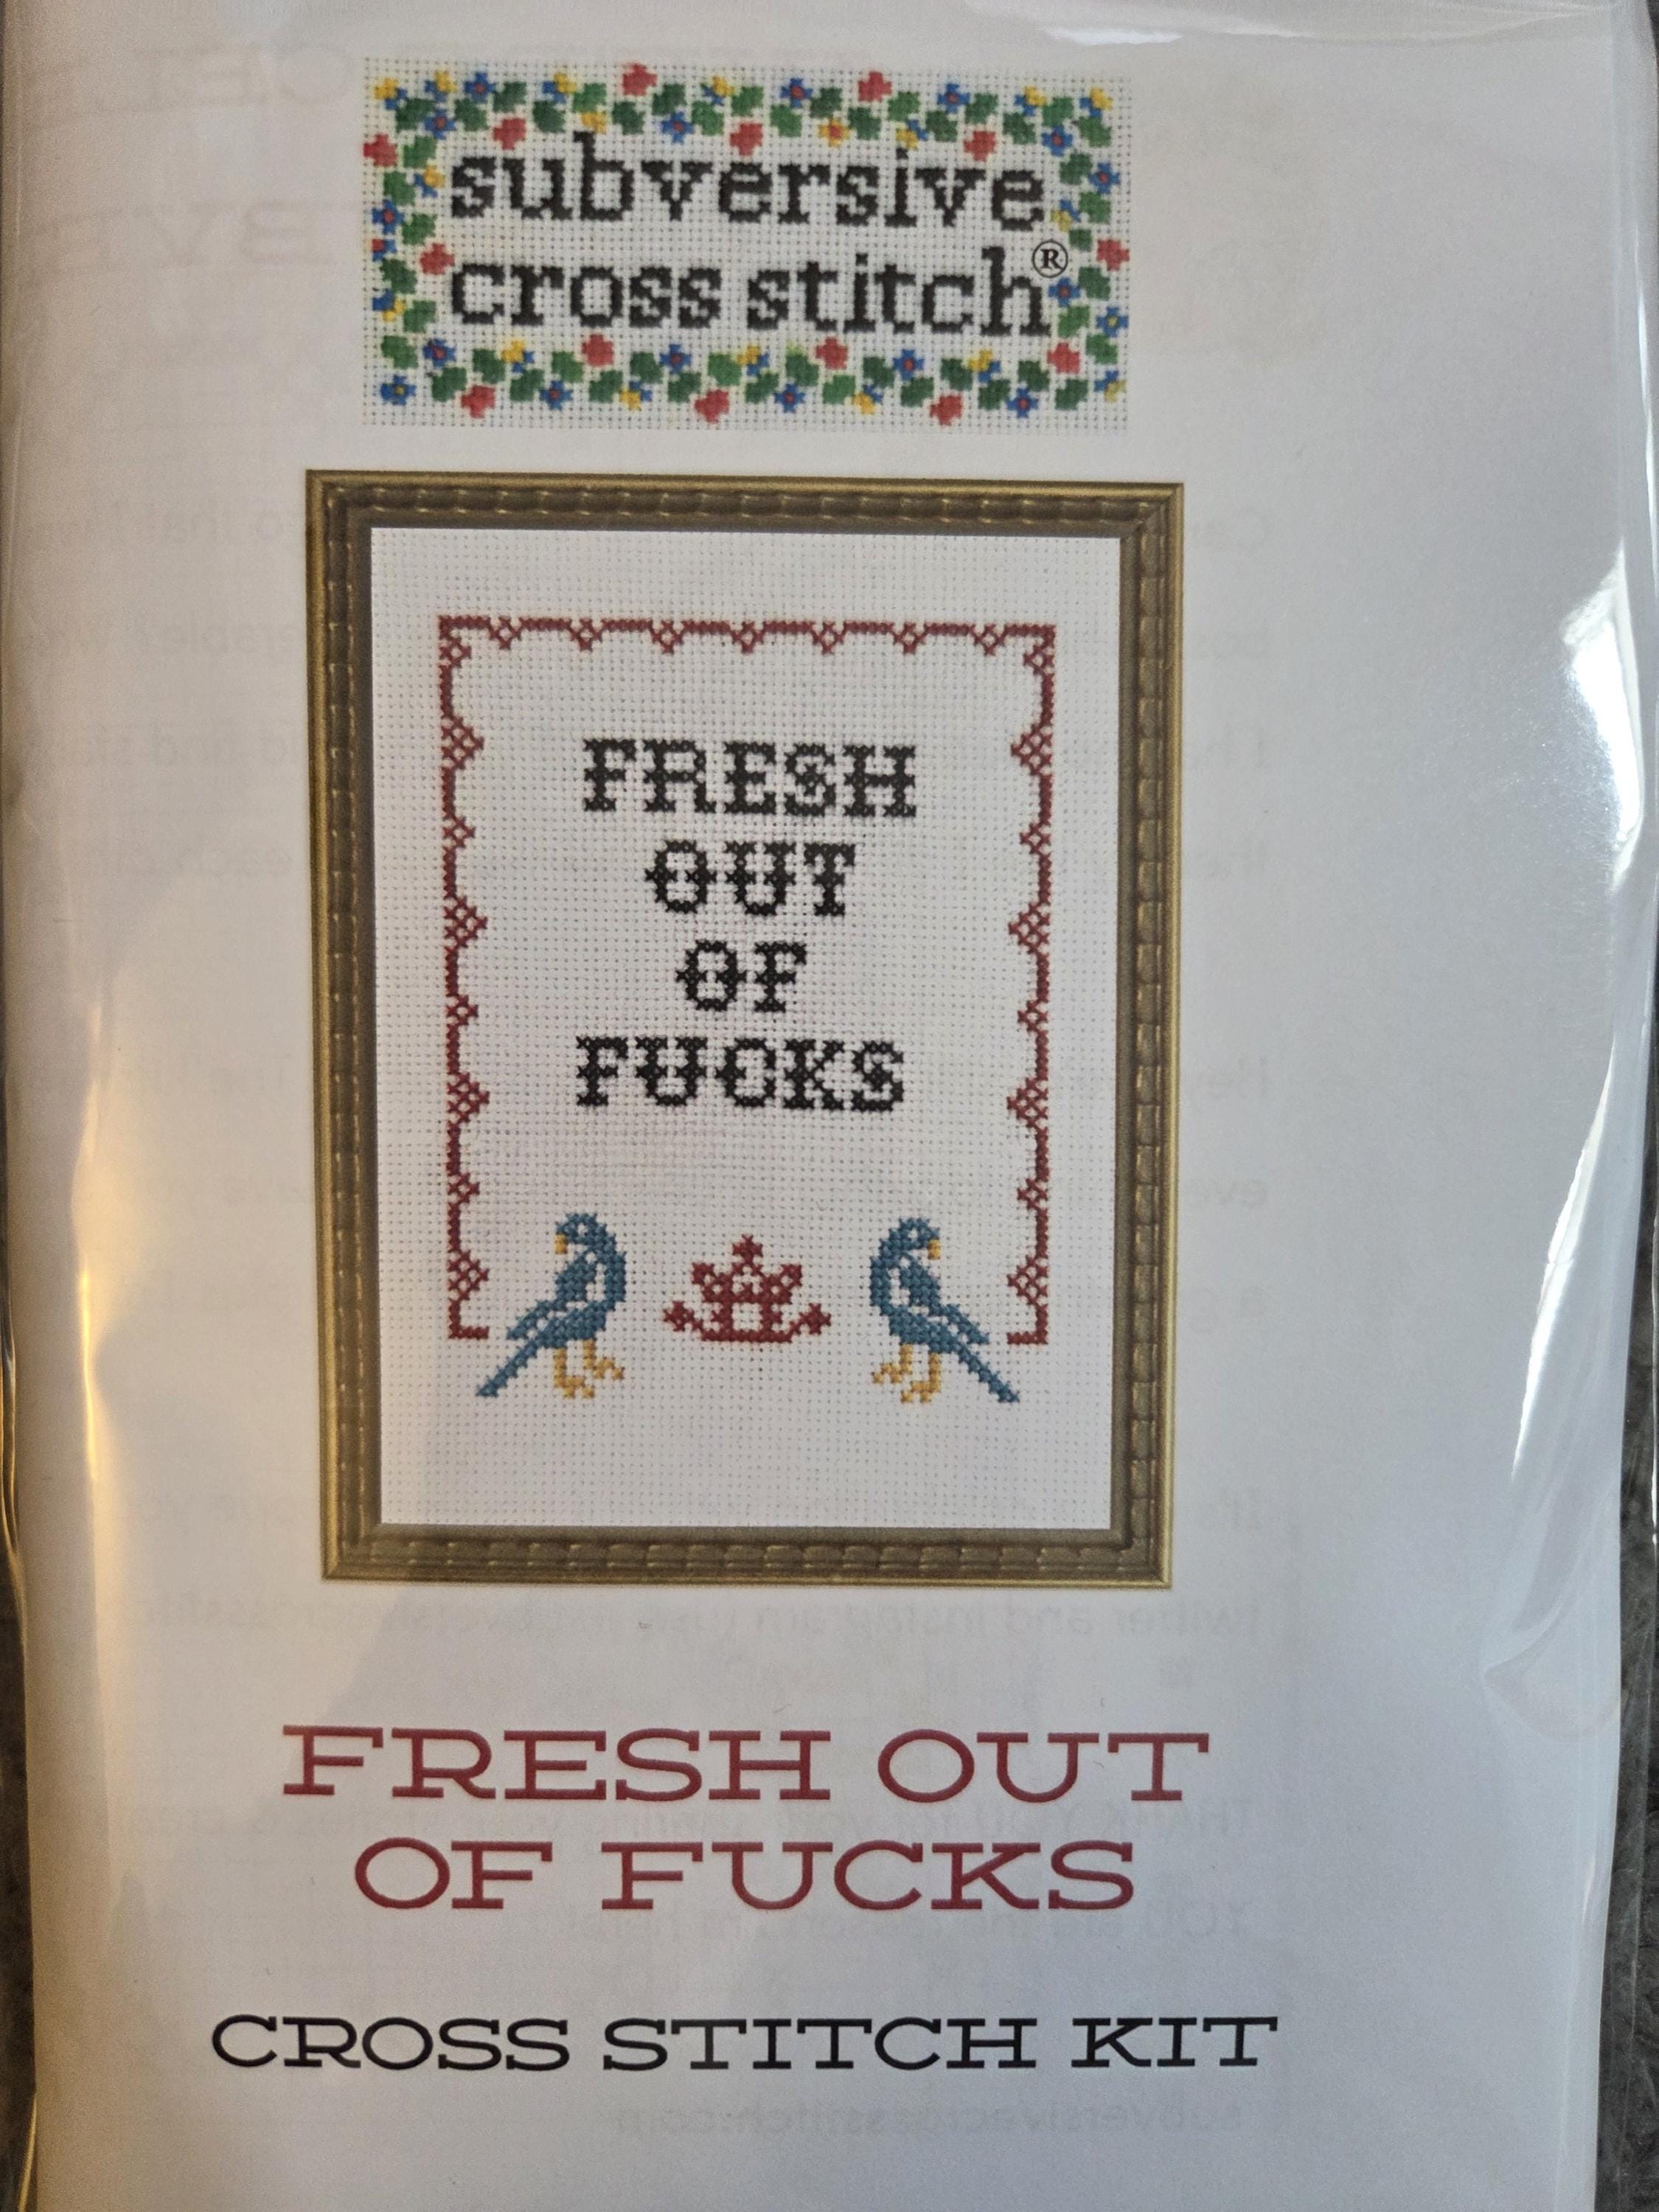 subversive
cross stitch®
FRESH
OUT
OF
FUCKS
FRESH OUT
OF FUCKS
CROSS STITCH KIT